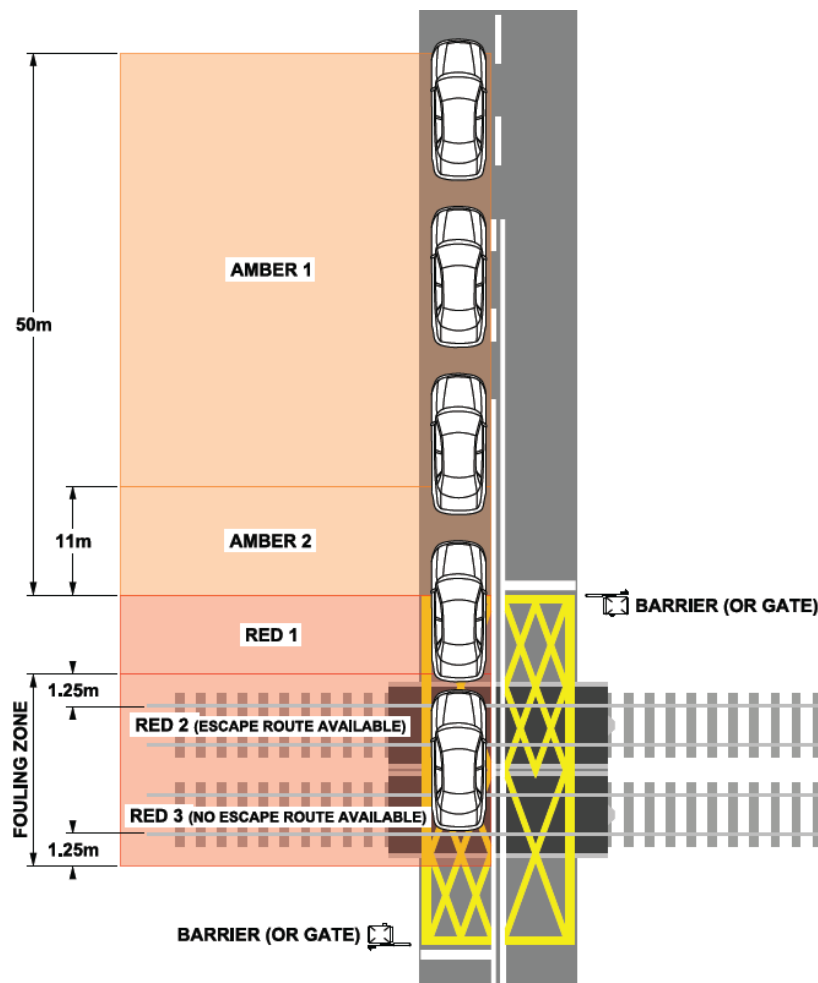 AMBER 1
50m
11m
AMBER 2
BARRIER (OR GATE)
RED 1
1.25m
RED 2 (ESCAPE ROUTE AVAILABLE)
FOULING ZONE
RED 3 (NO ESCAPE ROUTE AVAILABLE)
1.25m
BARRIER (OR GATE)